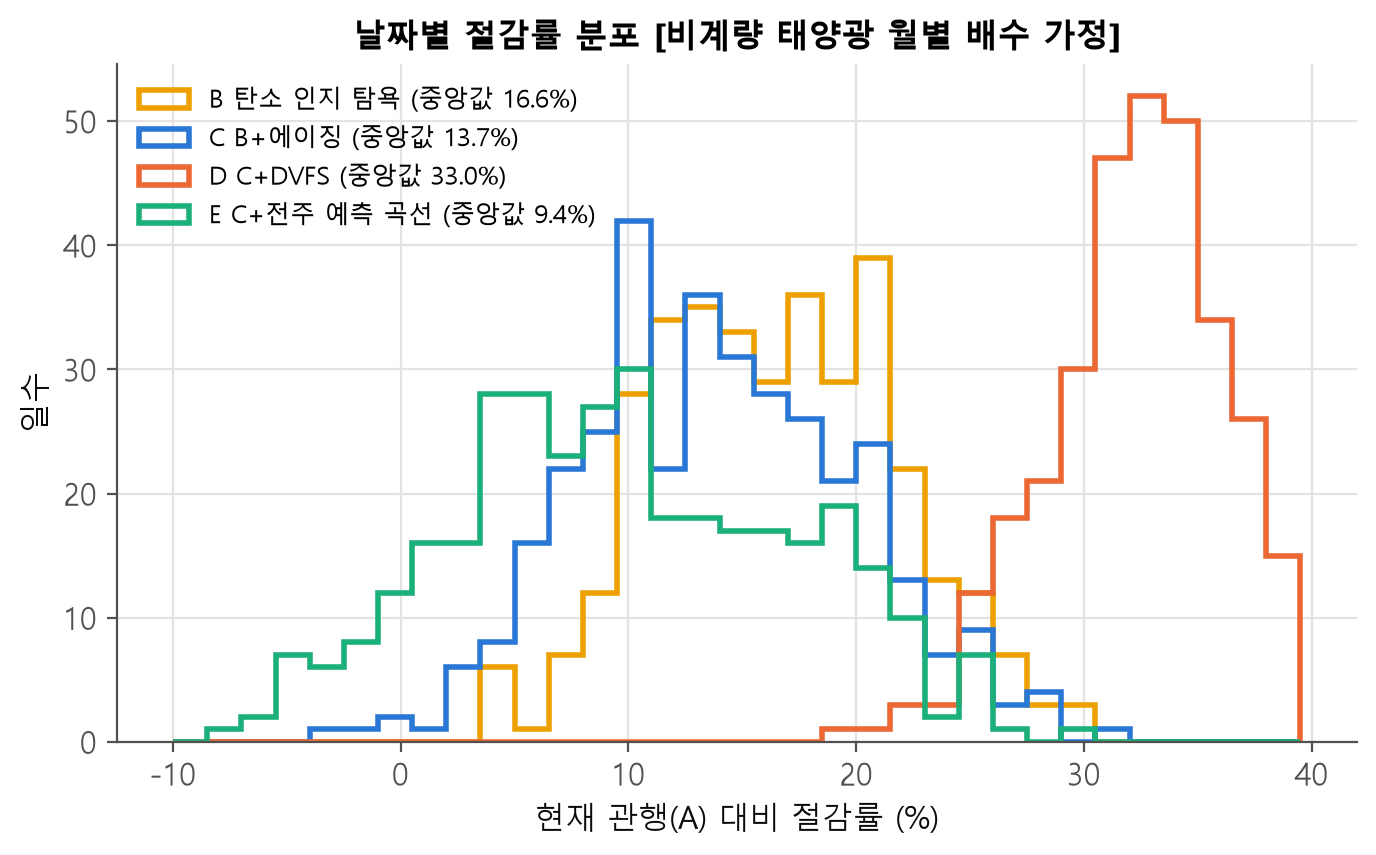 날짜별 절감률 분포 [비계량 태양광 월별 배수 가정]
B 탄소 인지 탐욕 (중앙값 16.6%)
C B+에이징 (중앙값 13.7%)
D C+DVFS (중앙값 33.0%)
E C+전주 예측 곡선 (중앙값 9.4%)
일수
50
40
30
20
10
0
-10 0 10 20 30 40
현재 관행(A) 대비 절감률 (%)